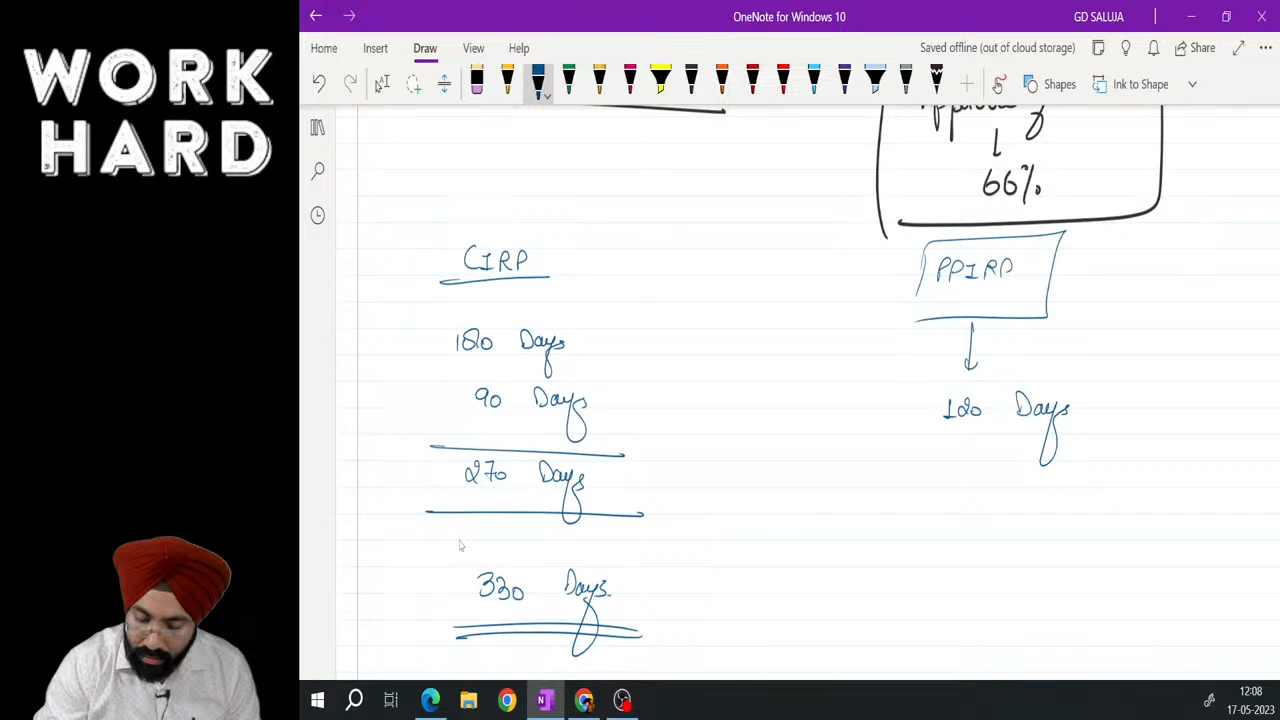 WORK
HARD
OneNote for Windows 10
GD SALUJA
Home
Insert
Draw
View
Help
Saved offline (out of cloud storage)
Share
Shapes
Ink to Shape
66%
CIRP
180 Days
90 Days
270 Days
330 Days.
PPIRP
120 Days
12:08
17-05-2023